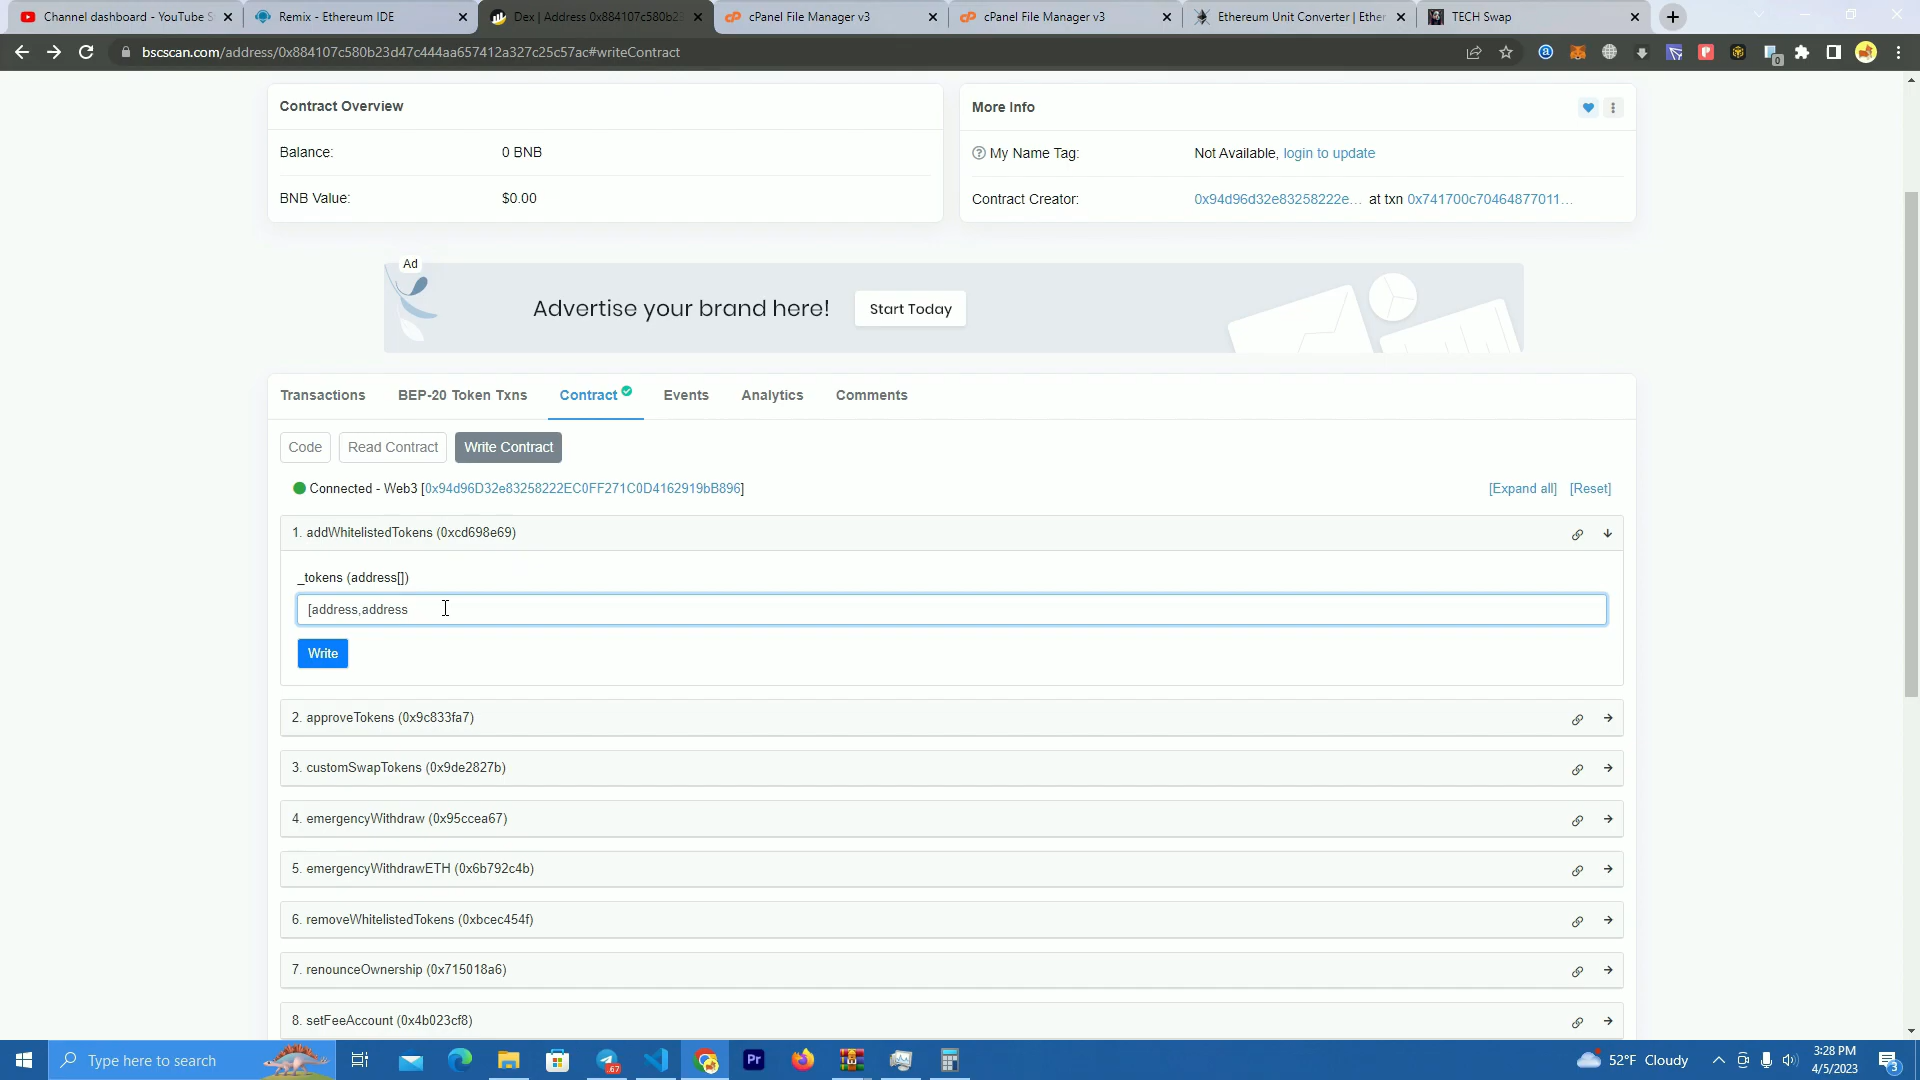 Channel dashboard - YouTube S
Remix - Ethereum IDE
Dex | Address 0x884107c580b23
cPanel File Manager v3
cPanel File Manager v3
Ethereum Unit Converter | Ether
TECH Swap
bscscan.com/address/0x884107c580b23d47c444aa657412a327c25c57ac#writeContract
Contract Overview
Balance: 0 BNB
BNB Value: $0.00
More Info
My Name Tag: Not Available, login to update
Contract Creator: 0x94d96d32e83258222e... at txn 0x741700c70464877011...
Ad
Advertise your brand here! Start Today
Transactions BEP-20 Token Txns Contract Events Analytics Comments
Code Read Contract Write Contract
Connected - Web3 [0x94d96D32e83258222EC0FF271C0D4162919bB896]
[Expand all] [Reset]
1. addWhitelistedTokens (0xcd698e69)
_tokens (address[])
[address,address
Write
2. approveTokens (0x9c833fa7)
3. customSwapTokens (0x9de2827b)
4. emergencyWithdraw (0x95ccea67)
5. emergencyWithdrawETH (0x6b792c4b)
6. removeWhitelistedTokens (0xbcec454f)
7. renounceOwnership (0x715018a6)
8. setFeeAccount (0x4b023cf8)
Type here to search
.67
Pr
52°F Cloudy
3:28 PM
4/5/2023
3